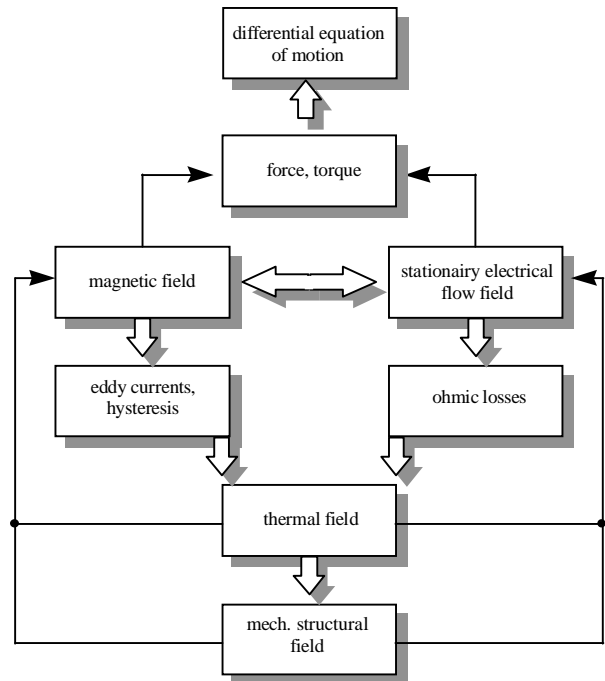 differential equation
of motion
force, torque
magnetic field
stationairy electrical
flow field
eddy currents,
hysteresis
ohmic losses
thermal field
mech. structural
field